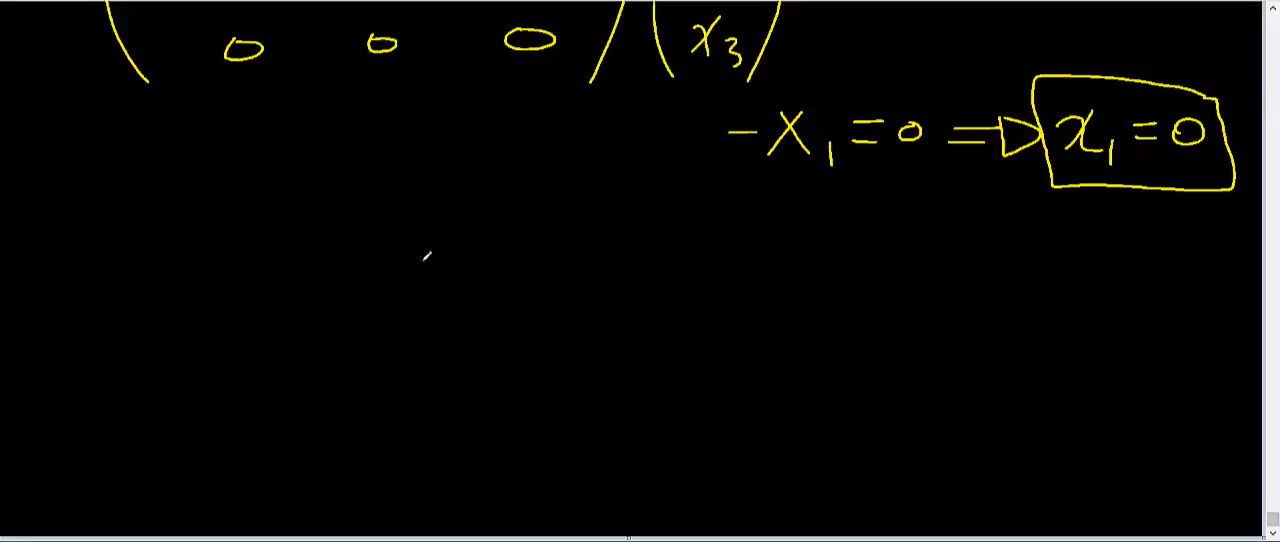 0 0 0 ) ( x₃ )
- x₁ = 0 ⇒ x₁ = 0